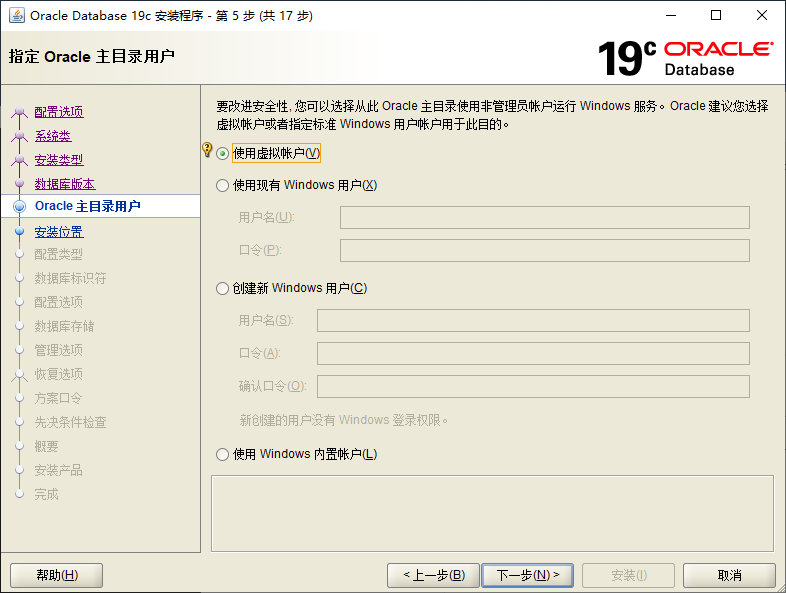 Oracle Database 19c 安装程序 - 第 5 步 (共 17 步)
指定 Oracle 主目录用户
19c ORACLE Database
配置选项
系统类
安装类型
数据库版本
Oracle 主目录用户
安装位置
配置类型
数据库标识符
配置选项
数据库存储
管理选项
恢复选项
方案口令
先决条件检查
概要
安装产品
完成
要改进安全性, 您可以选择从此 Oracle 主目录使用非管理员帐户运行 Windows 服务。Oracle 建议您选择
虚拟帐户或者指定标准 Windows 用户帐户用于此目的。
使用虚拟帐户(V)
使用现有 Windows 用户(X)
用户名(U):
口令(P):
创建新 Windows 用户(C)
用户名(S):
口令(A):
确认口令(O):
新创建的用户没有 Windows 登录权限。
使用 Windows 内置帐户(L)
帮助(H)
< 上一步(B)
下一步(N) >
安装(I)
取消